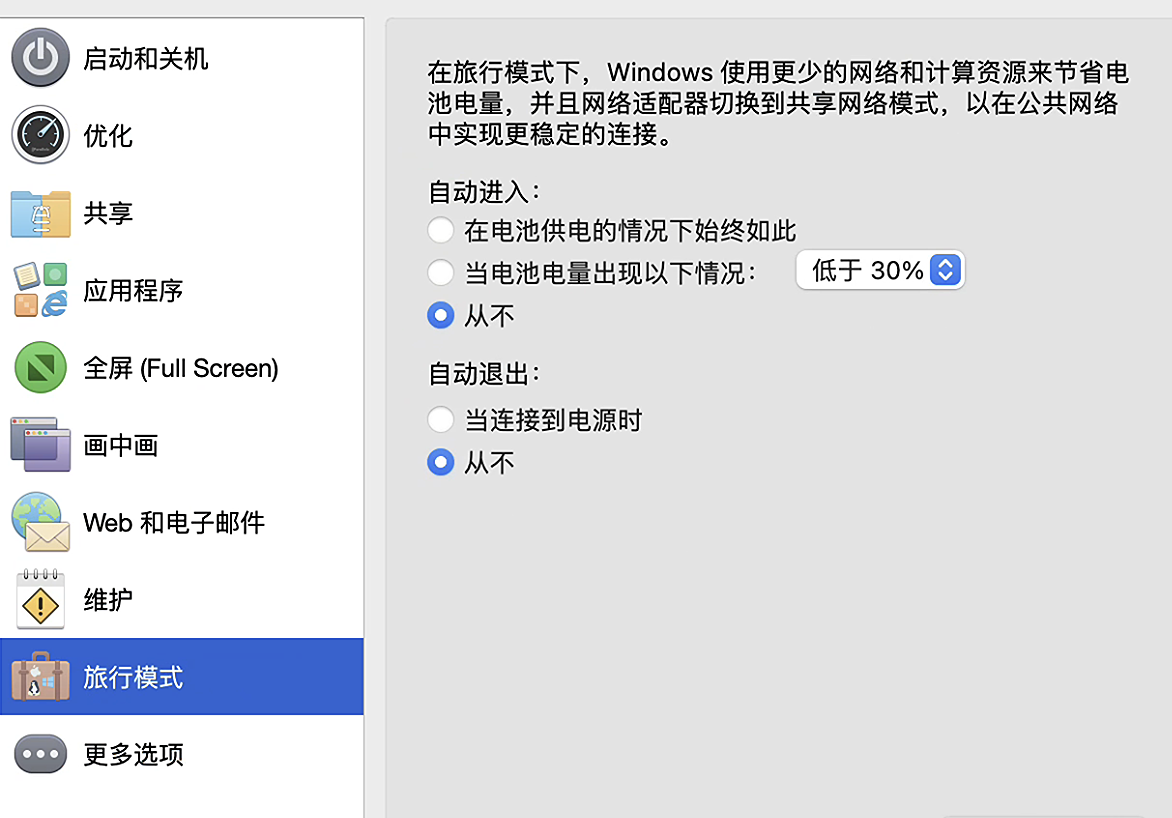 启动和关机
优化
共享
应用程序
全屏 (Full Screen)
画中画
Web 和电子邮件
维护
旅行模式
更多选项
在旅行模式下，Windows 使用更少的网络和计算资源来节省电
池电量，并且网络适配器切换到共享网络模式，以在公共网络
中实现更稳定的连接。
自动进入：
在电池供电的情况下始终如此
当电池电量出现以下情况： 低于 30%
从不
自动退出：
当连接到电源时
从不